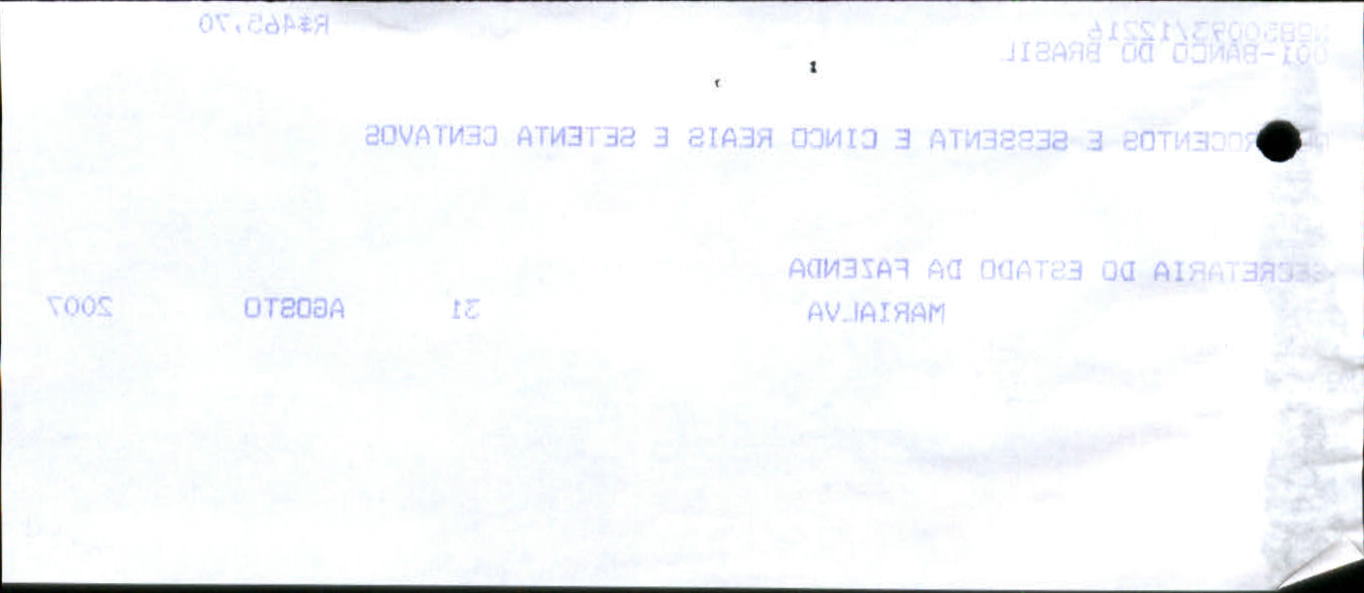 R$465,70
001-BANCO DO BRASIL
E SESSENTA E CINCO REAIS E SETENTA CENTAVOS
SECRETARIA DO ESTADO DA FAZENDA
MARIALVA 31 AGOSTO 2007